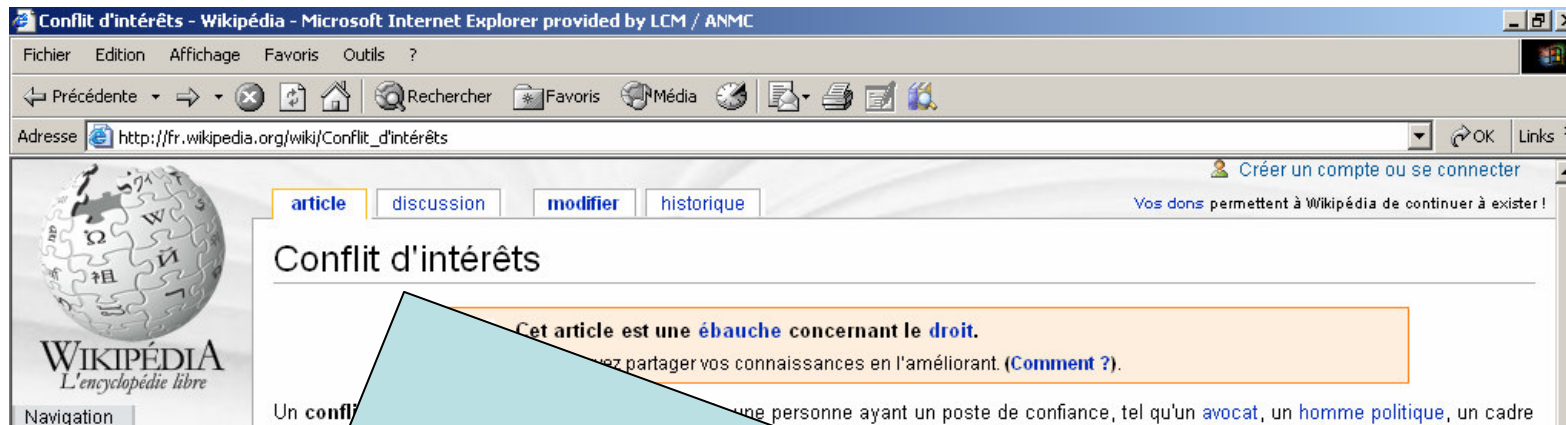 Conflit d'intérêts - Wikipédia - Microsoft Internet Explorer provided by LCM / ANMC
Fichier Edition Affichage Favoris Outils ?
Précédente Rechercher Favoris Média
Adresse http://fr.wikipedia.org/wiki/Conflit_d'intérêts OK Links
Créer un compte ou se connecter
article discussion modifier historique Vos dons permettent à Wikipédia de continuer à exister !
Conflit d'intérêts
Cet article est une ébauche concernant le droit.
partager vos connaissances en l'améliorant. (Comment ?).
WIKIPÉDIA
L'encyclopédie libre
Navigation
Un personne ayant un poste de confiance, tel qu'un avocat, un homme politique, un cadre